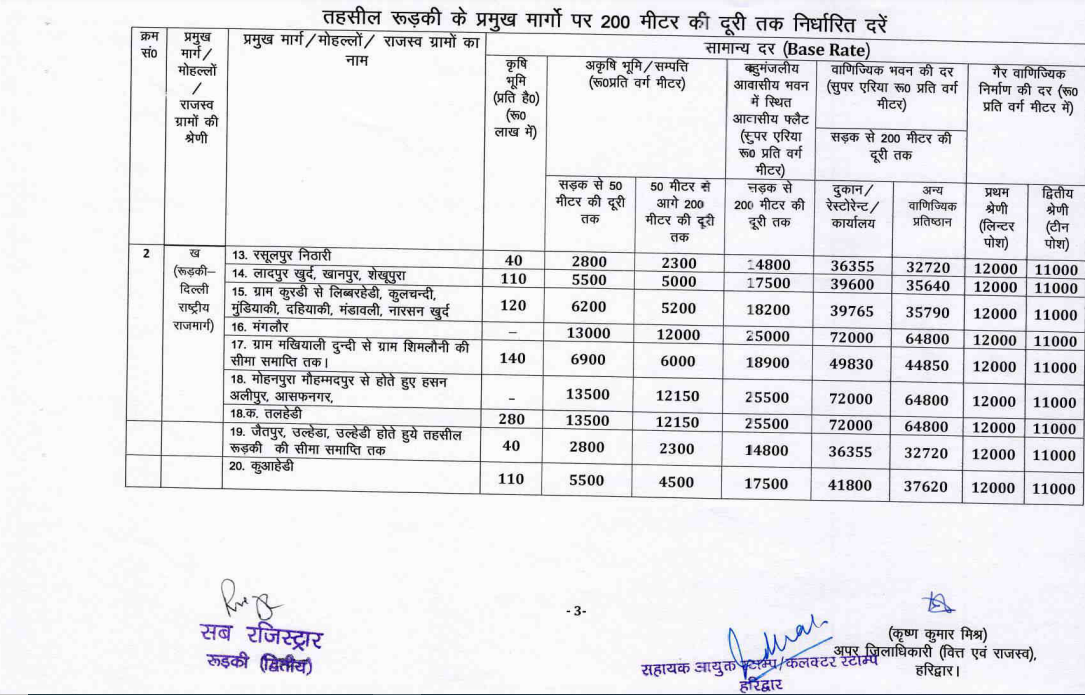 तहसील रूड़की के प्रमुख मार्गो पर 200 मीटर की दूरी तक निर्धारित दरें
क्रम सं0
प्रमुख मार्ग/ मोहल्लों / राजस्व ग्रामों की श्रेणी
प्रमुख मार्ग/मोहल्लों/ राजस्व ग्रामों का नाम
सामान्य दर (Base Rate)
कृषि भूमि (प्रति है0) (रू0 लाख में)
अकृषि भूमि/सम्पत्ति (रू0प्रति वर्ग मीटर)
बहुमंजलीय आवासीय भवन में स्थित आवासीय फ्लैट (सुपर एरिया रू0 प्रति वर्ग मीटर)
वाणिज्यिक भवन की दर (सुपर एरिया रू0 प्रति वर्ग मीटर)
गैर वाणिज्यिक निर्माण की दर (रू0 प्रति वर्ग मीटर में)
सड़क से 200 मीटर की दूरी तक
सड़क से 50 मीटर की दूरी तक
50 मीटर से आगे 200 मीटर की दूरी तक
सड़क से 200 मीटर की दूरी तक
दुकान/ रेस्टोरेन्ट/ कार्यालय
अन्य वाणिज्यिक प्रतिष्ठान
प्रथम श्रेणी (लिन्टर पोश)
द्वितीय श्रेणी (टीन पोश)
2
ख (रूड़की–दिल्ली राष्ट्रीय राजमार्ग)
13. रसूलपुर निठारी 40 2800 2300 14800 36355 32720 12000 11000
14. लादपुर खुर्द, खानपुर, शेखूपुरा 110 5500 5000 17500 39600 35640 12000 11000
15. ग्राम कुरडी से लिब्बरहेडी, कुलचन्दी,
मुंडियाकी, दहियाकी, मंडावली, नारसन खुर्द 120 6200 5200 18200 39765 35790 12000 11000
16. मंगलौर – 13000 12000 25000 72000 64800 12000 11000
17. ग्राम मखियाली दुन्दी से ग्राम शिमलौनी की
सीमा समाप्ति तक। 140 6900 6000 18900 49830 44850 12000 11000
18. मोहनपुरा मौहम्मदपुर से होते हुए हसन
अलीपुर, आसफनगर, - 13500 12150 25500 72000 64800 12000 11000
18.क. तलहेडी 280 13500 12150 25500 72000 64800 12000 11000
19. जैतपुर, उल्हेडा, उल्हेडी होते हुये तहसील
रूड़की की सीमा समाप्ति तक 40 2800 2300 14800 36355 32720 12000 11000
20. कुआहेडी 110 5500 4500 17500 41800 37620 12000 11000
-3-
सब रजिस्ट्रार
रूड़की (द्वितीय)
सहायक आयुक्त स्टाम्प/कलक्टर स्टाम्प
हरिद्वार
(कृष्ण कुमार मिश्र)
अपर जिलाधिकारी (वित्त एवं राजस्व),
हरिद्वार।